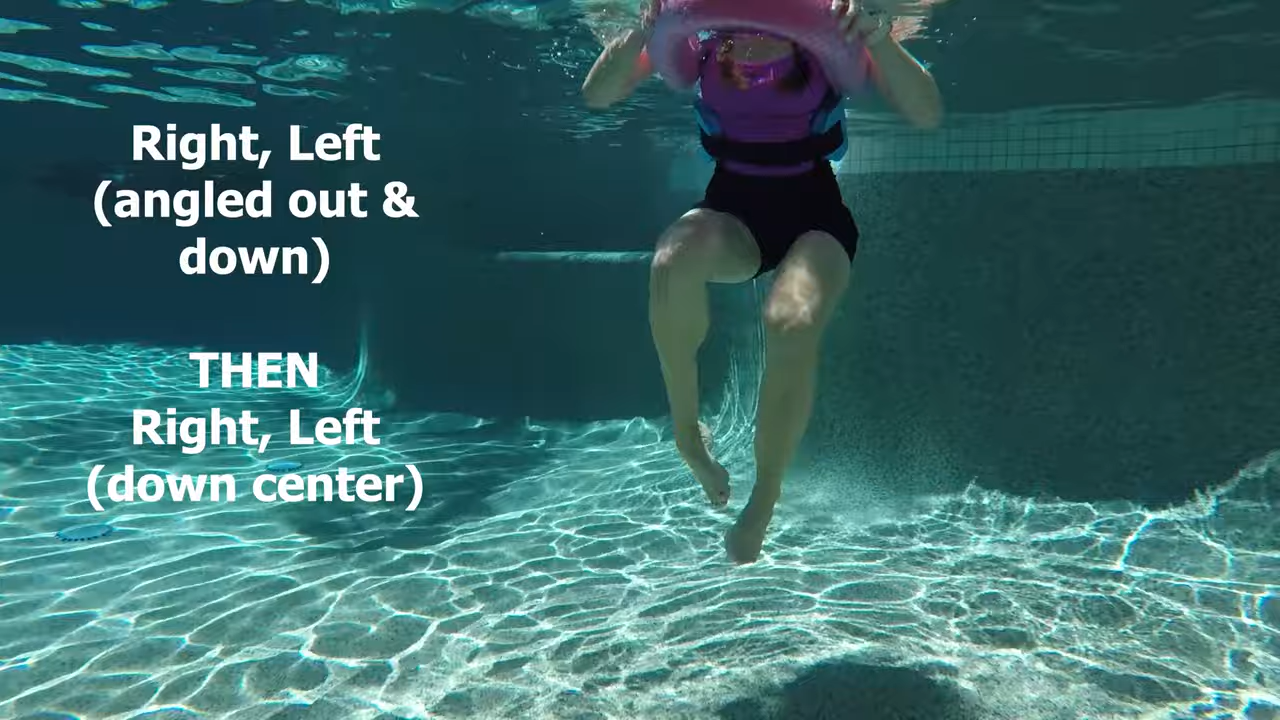 Right, Left
(angled out &
down)
THEN
Right, Left
(down center)